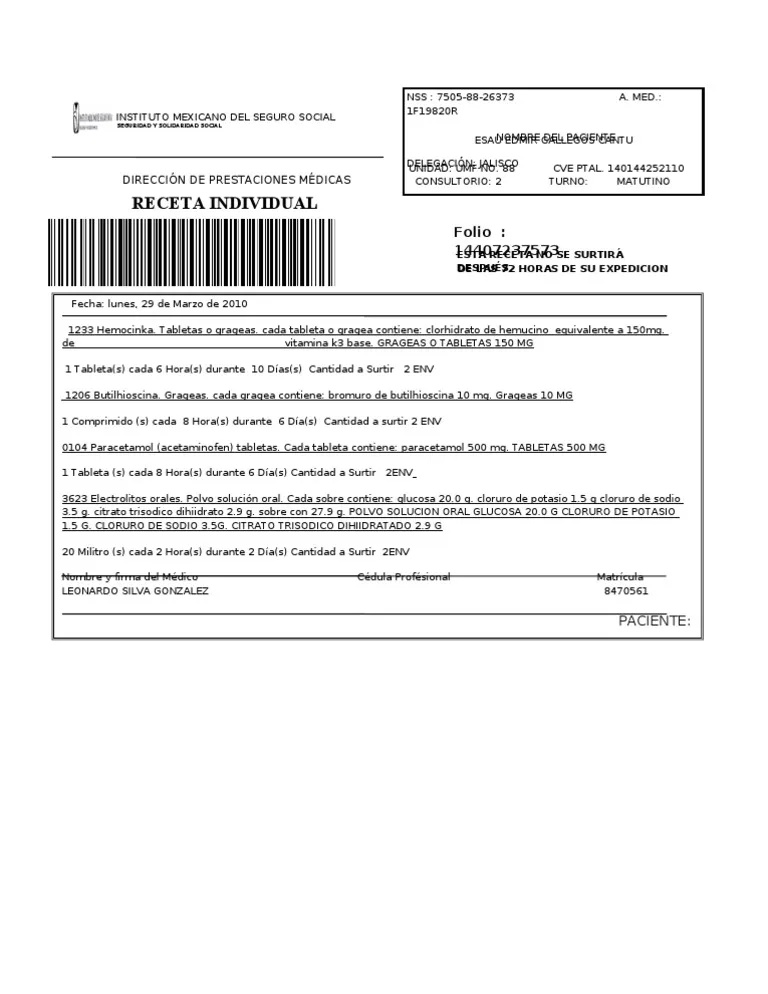 INSTITUTO MEXICANO DEL SEGURO SOCIAL
SEGURIDAD Y SOLIDARIDAD SOCIAL
NSS : 7505-88-26373 A. MED.:
1F19820R
NOMBRE DEL PACIENTE
ESAU EDMIR GALLEGOS CANTU
DELEGACIÓN: JALISCO
UNIDAD: UMF NO. 88 CVE PTAL. 140144252110
CONSULTORIO: 2 TURNO: MATUTINO
DIRECCIÓN DE PRESTACIONES MÉDICAS
RECETA INDIVIDUAL
Folio :
14407237573
ESTA RECETA NO SE SURTIRÁ
DESPUÉS
DE LAS 72 HORAS DE SU EXPEDICION
Fecha: lunes, 29 de Marzo de 2010
1233 Hemocinka. Tabletas o grageas. cada tableta o gragea contiene: clorhidrato de hemucino equivalente a 150mg.
de vitamina k3 base. GRAGEAS O TABLETAS 150 MG
1 Tableta(s) cada 6 Hora(s) durante 10 Días(s) Cantidad a Surtir 2 ENV
1206 Butilhioscina. Grageas. cada gragea contiene: bromuro de butilhioscina 10 mg. Grageas 10 MG
1 Comprimido (s) cada 8 Hora(s) durante 6 Día(s) Cantidad a surtir 2 ENV
0104 Paracetamol (acetaminofen) tabletas. Cada tableta contiene: paracetamol 500 mg. TABLETAS 500 MG
1 Tableta (s) cada 8 Hora(s) durante 6 Día(s) Cantidad a Surtir 2ENV
3623 Electrolitos orales. Polvo solución oral. Cada sobre contiene: glucosa 20.0 g. cloruro de potasio 1.5 g cloruro de sodio
3.5 g. citrato trisodico dihiidrato 2.9 g. sobre con 27.9 g. POLVO SOLUCION ORAL GLUCOSA 20.0 G CLORURO DE POTASIO
1.5 G. CLORURO DE SODIO 3.5G. CITRATO TRISODICO DIHIIDRATADO 2.9 G
20 Militro (s) cada 2 Hora(s) durante 2 Día(s) Cantidad a Surtir 2ENV
Nombre y firma del Médico Cédula Profésional Matrícula
LEONARDO SILVA GONZALEZ 8470561
PACIENTE: